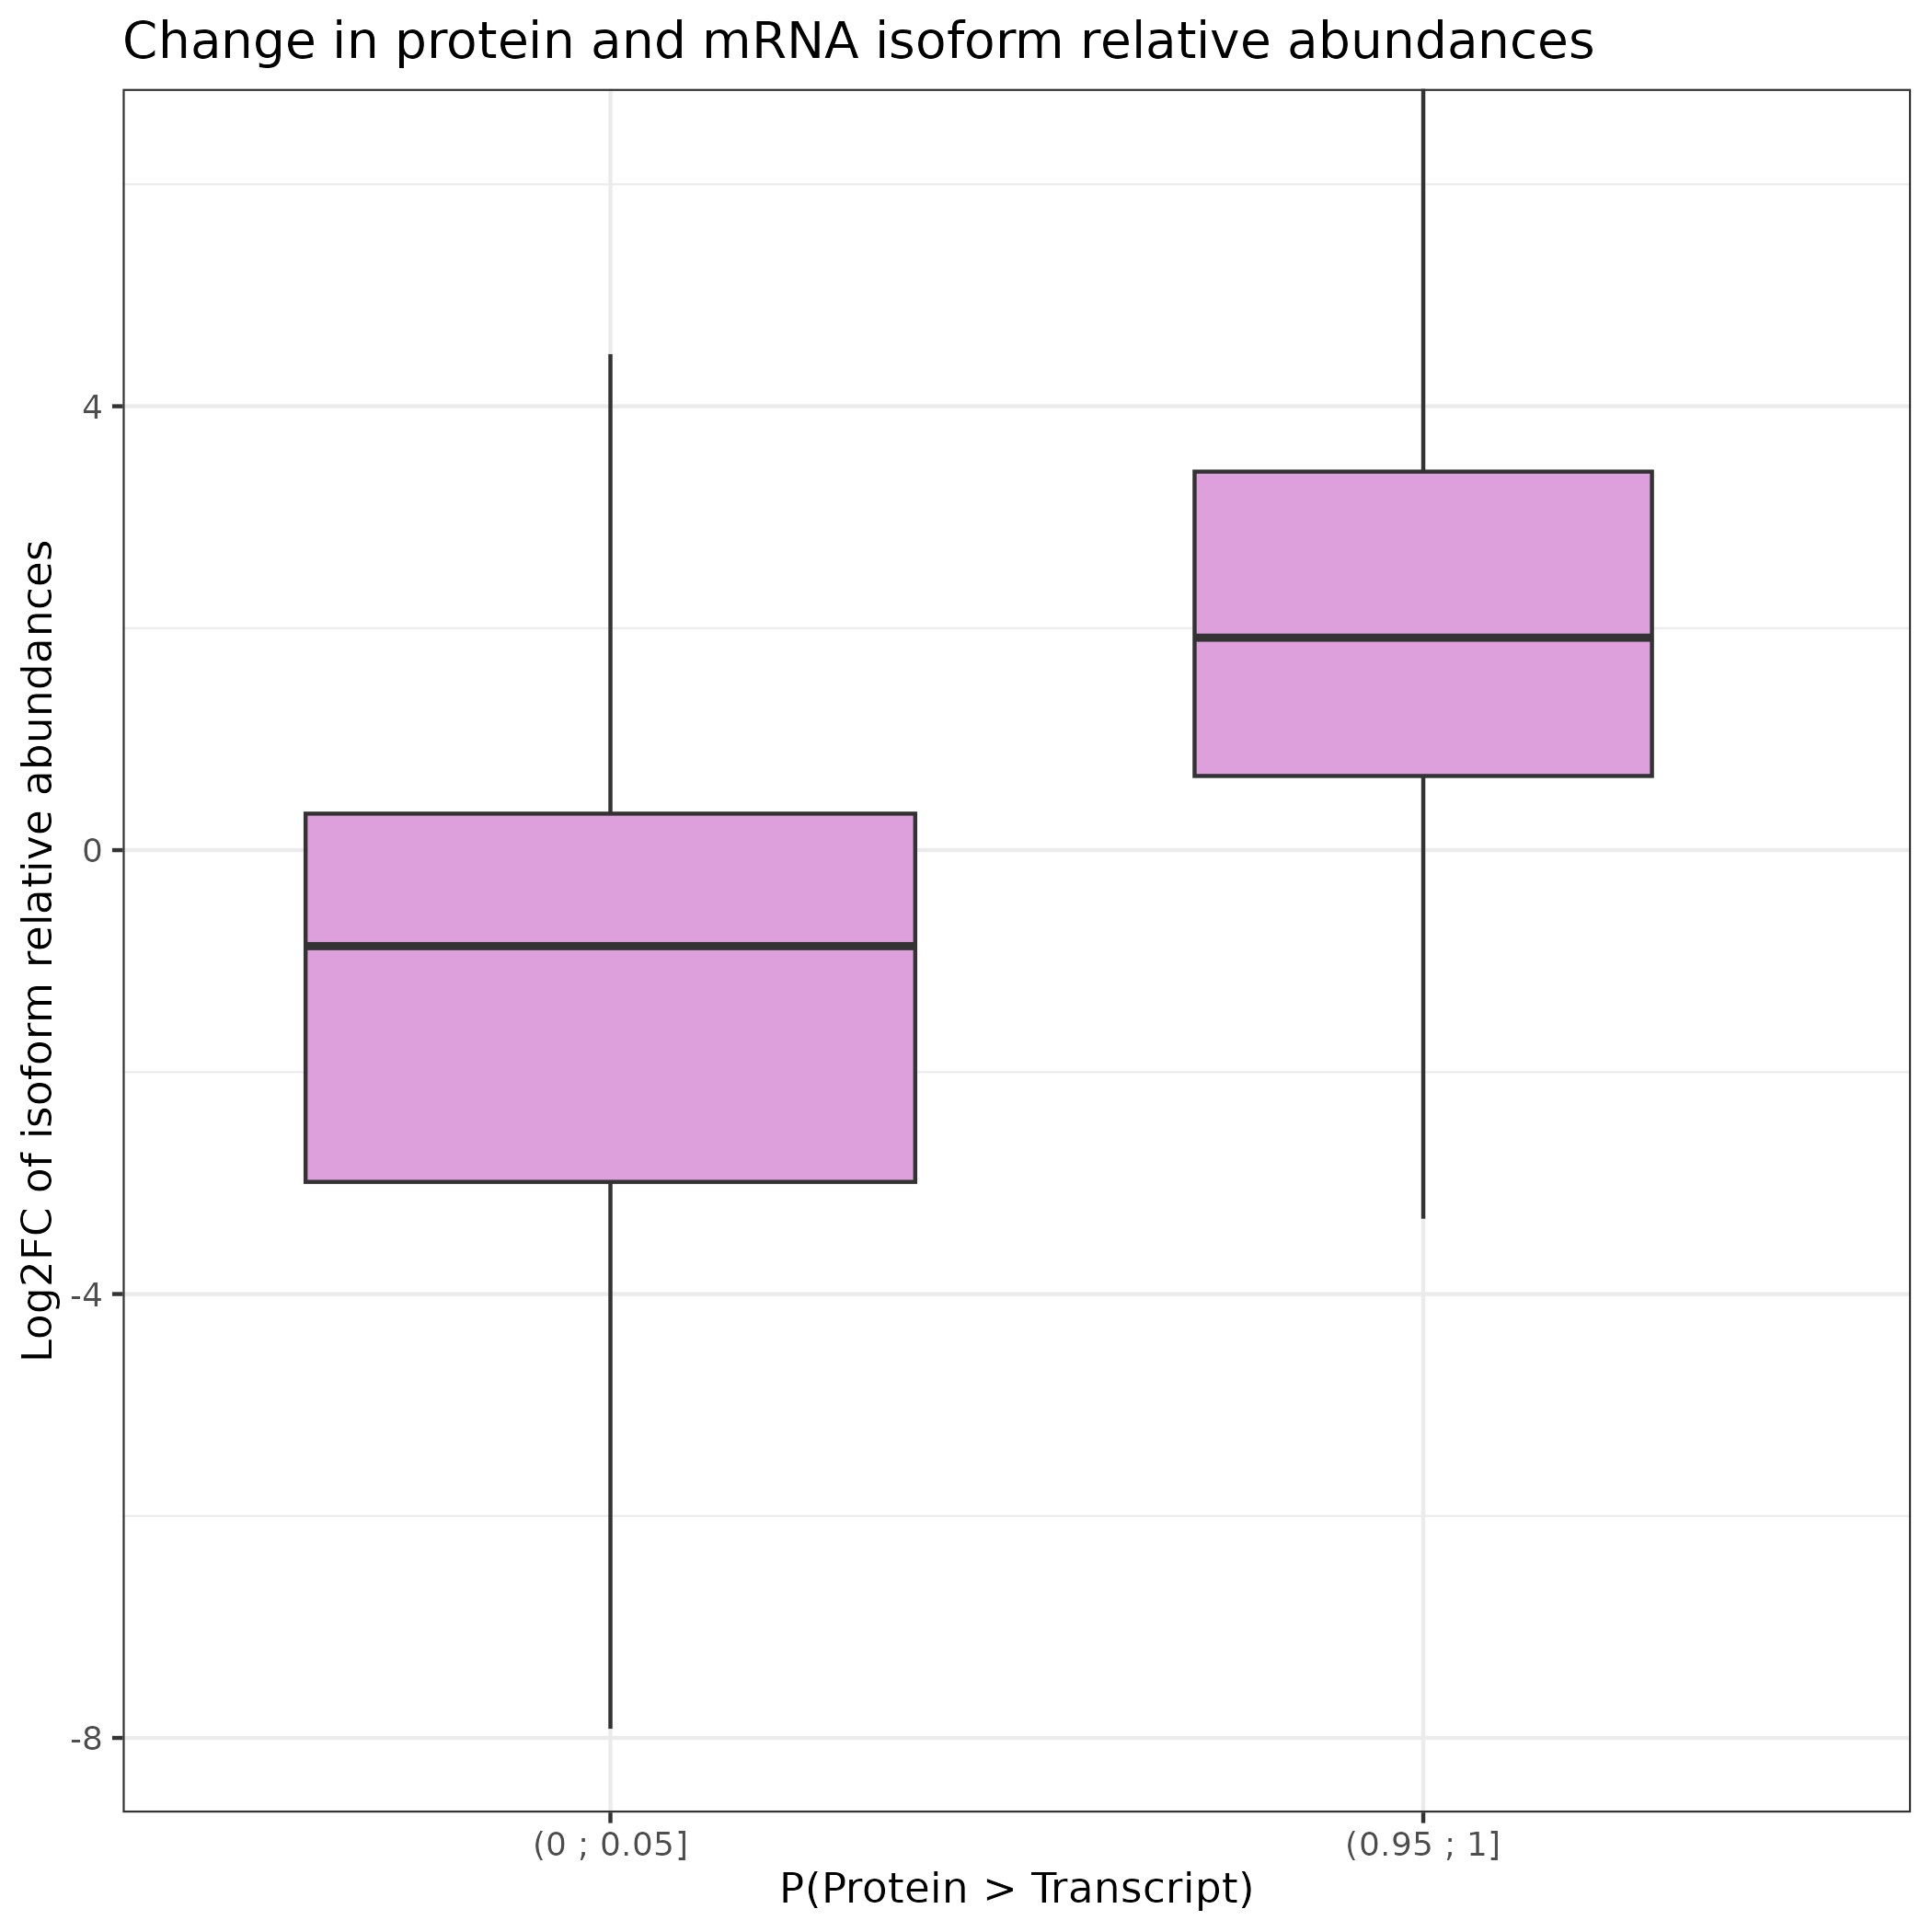 Change in protein and mRNA isoform relative abundances
Log2FC of isoform relative abundances
4
0
-4
-8
(0 ; 0.05]
(0.95 ; 1]
P(Protein > Transcript)